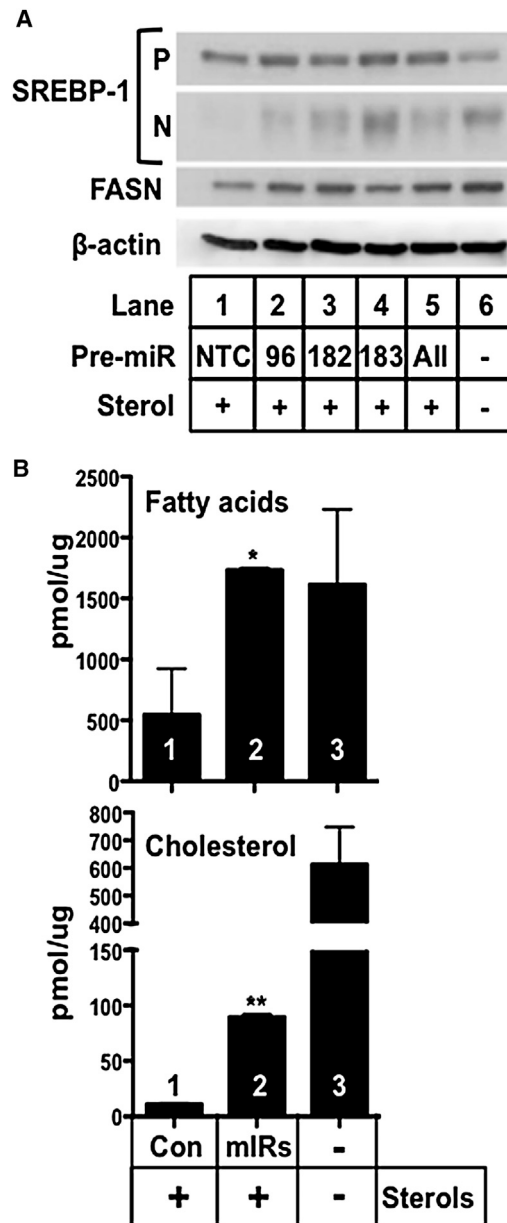 A
P
SREBP-1
N
FASN
β-actin
Lane 1 2 3 4 5 6
Pre-miR NTC 96 182 183 All -
Sterol + + + + + -
B
2500
Fatty acids
2000
*
1500
pmol/ug
1000
500
1 2 3
0
800
Cholesterol
700
600
500
400
150
pmol/ug
100
**
50
1 2 3
0
Con mIRs -
+ + - Sterols